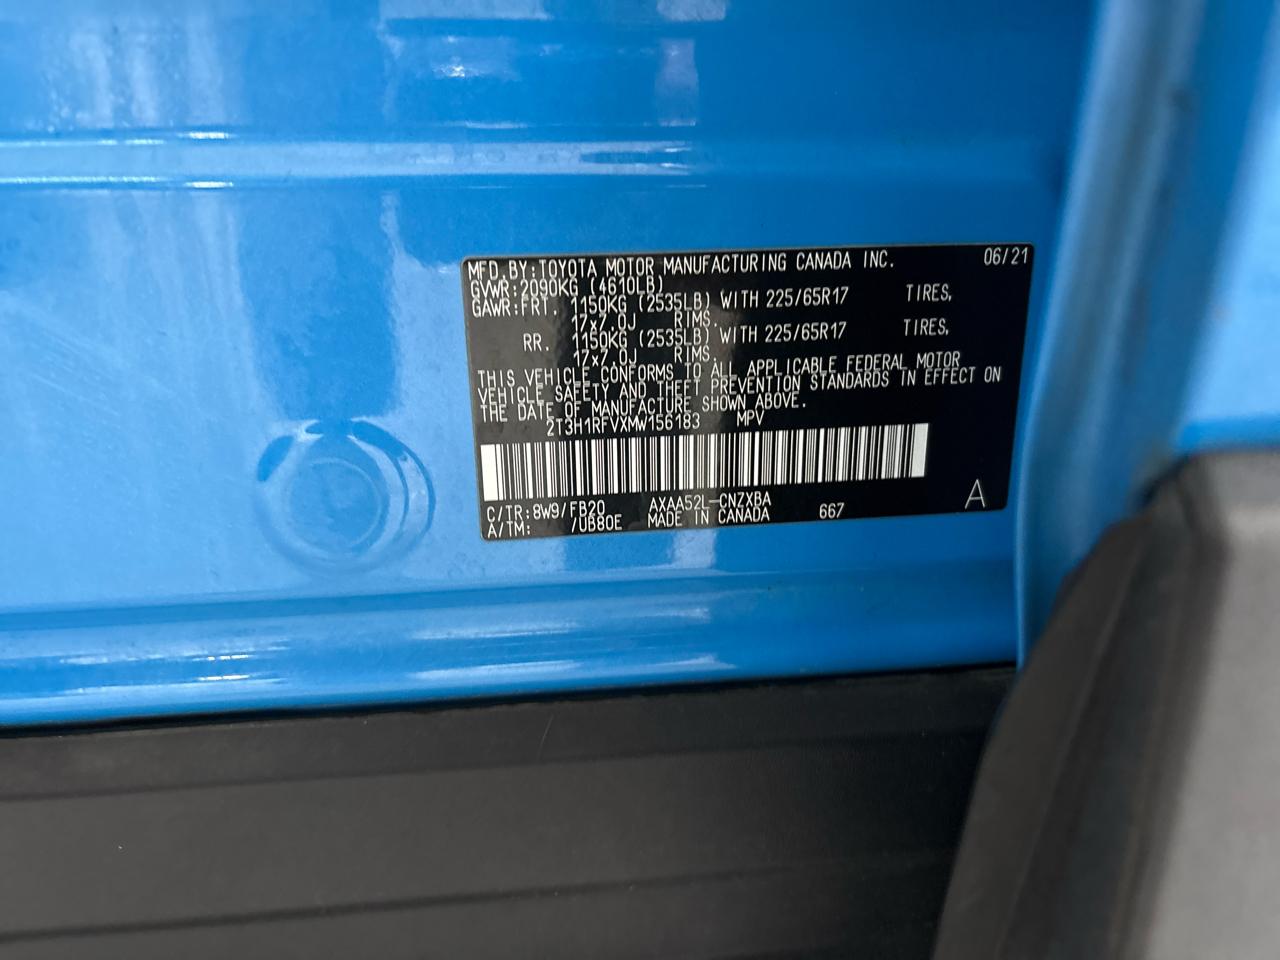 MFD. BY: TOYOTA MOTOR MANUFACTURING CANADA INC. 06/21
GVWR: 2090KG (4610LB)
GAWR: FRT. 1150KG (2535LB) WITH 225/65R17 TIRES,
17x7.0J RIMS.
RR. 1150KG (2535LB) WITH 225/65R17 TIRES,
17x7.0J RIMS.
THIS VEHICLE CONFORMS TO ALL APPLICABLE FEDERAL MOTOR
VEHICLE SAFETY AND THEFT PREVENTION STANDARDS IN EFFECT ON
THE DATE OF MANUFACTURE SHOWN ABOVE.
2T3H1RFVXMW156183 MPV
C/TR: 8W9/FB20 AXAA52L-CNZXBA
A/TM: /UB80E MADE IN CANADA 667 A